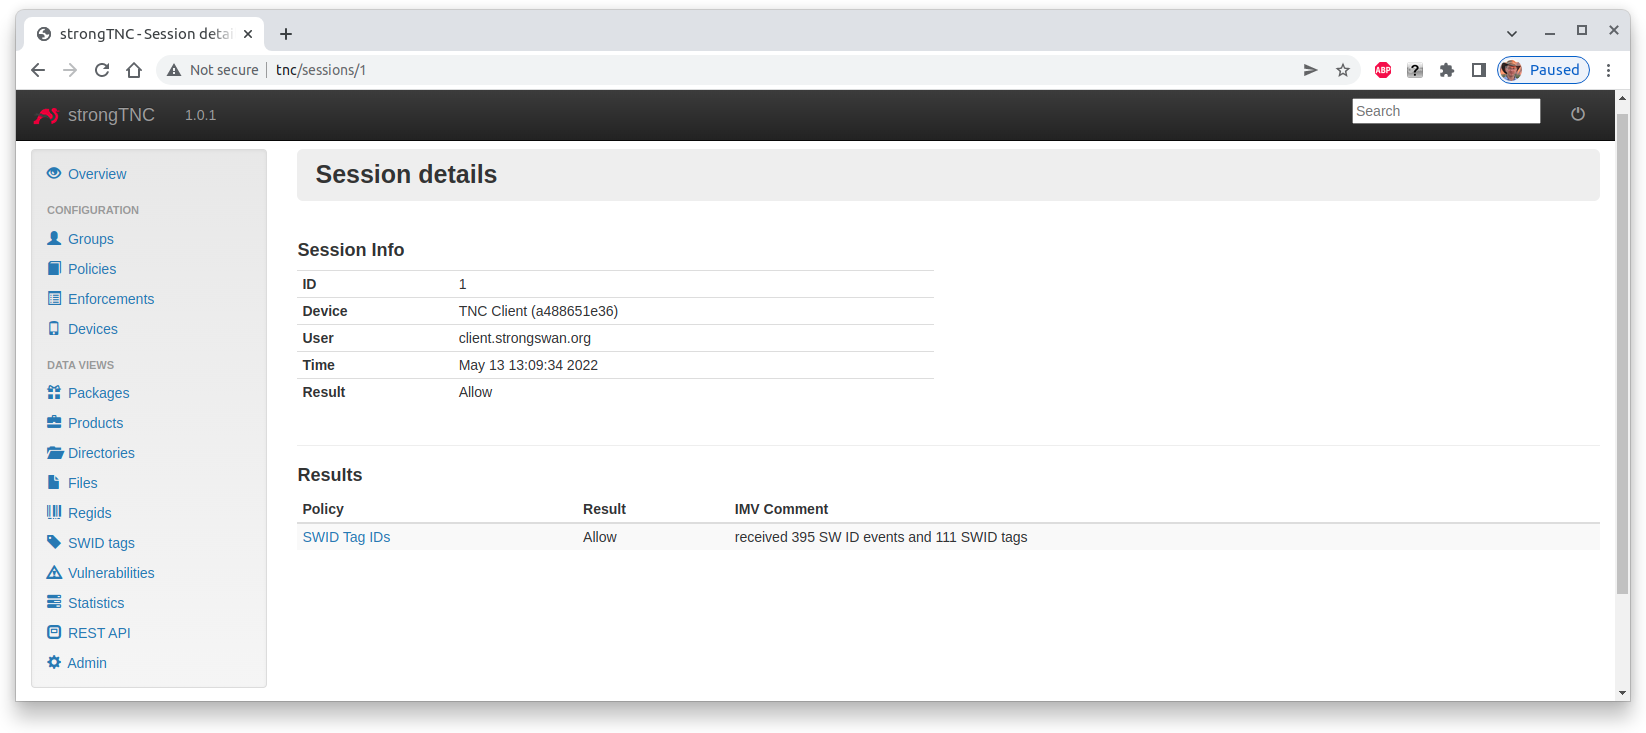 strongTNC - Session detai
Not secure
tnc/sessions/1
ABP
?
Paused
strongTNC
1.0.1
Search
Overview
CONFIGURATION
Groups
Policies
Enforcements
Devices
DATA VIEWS
Packages
Products
Directories
Files
Regids
SWID tags
Vulnerabilities
Statistics
REST API
Admin
Session details
Session Info
ID 1
Device TNC Client (a488651e36)
User client.strongswan.org
Time May 13 13:09:34 2022
Result Allow
Results
Policy Result IMV Comment
SWID Tag IDs Allow received 395 SW ID events and 111 SWID tags